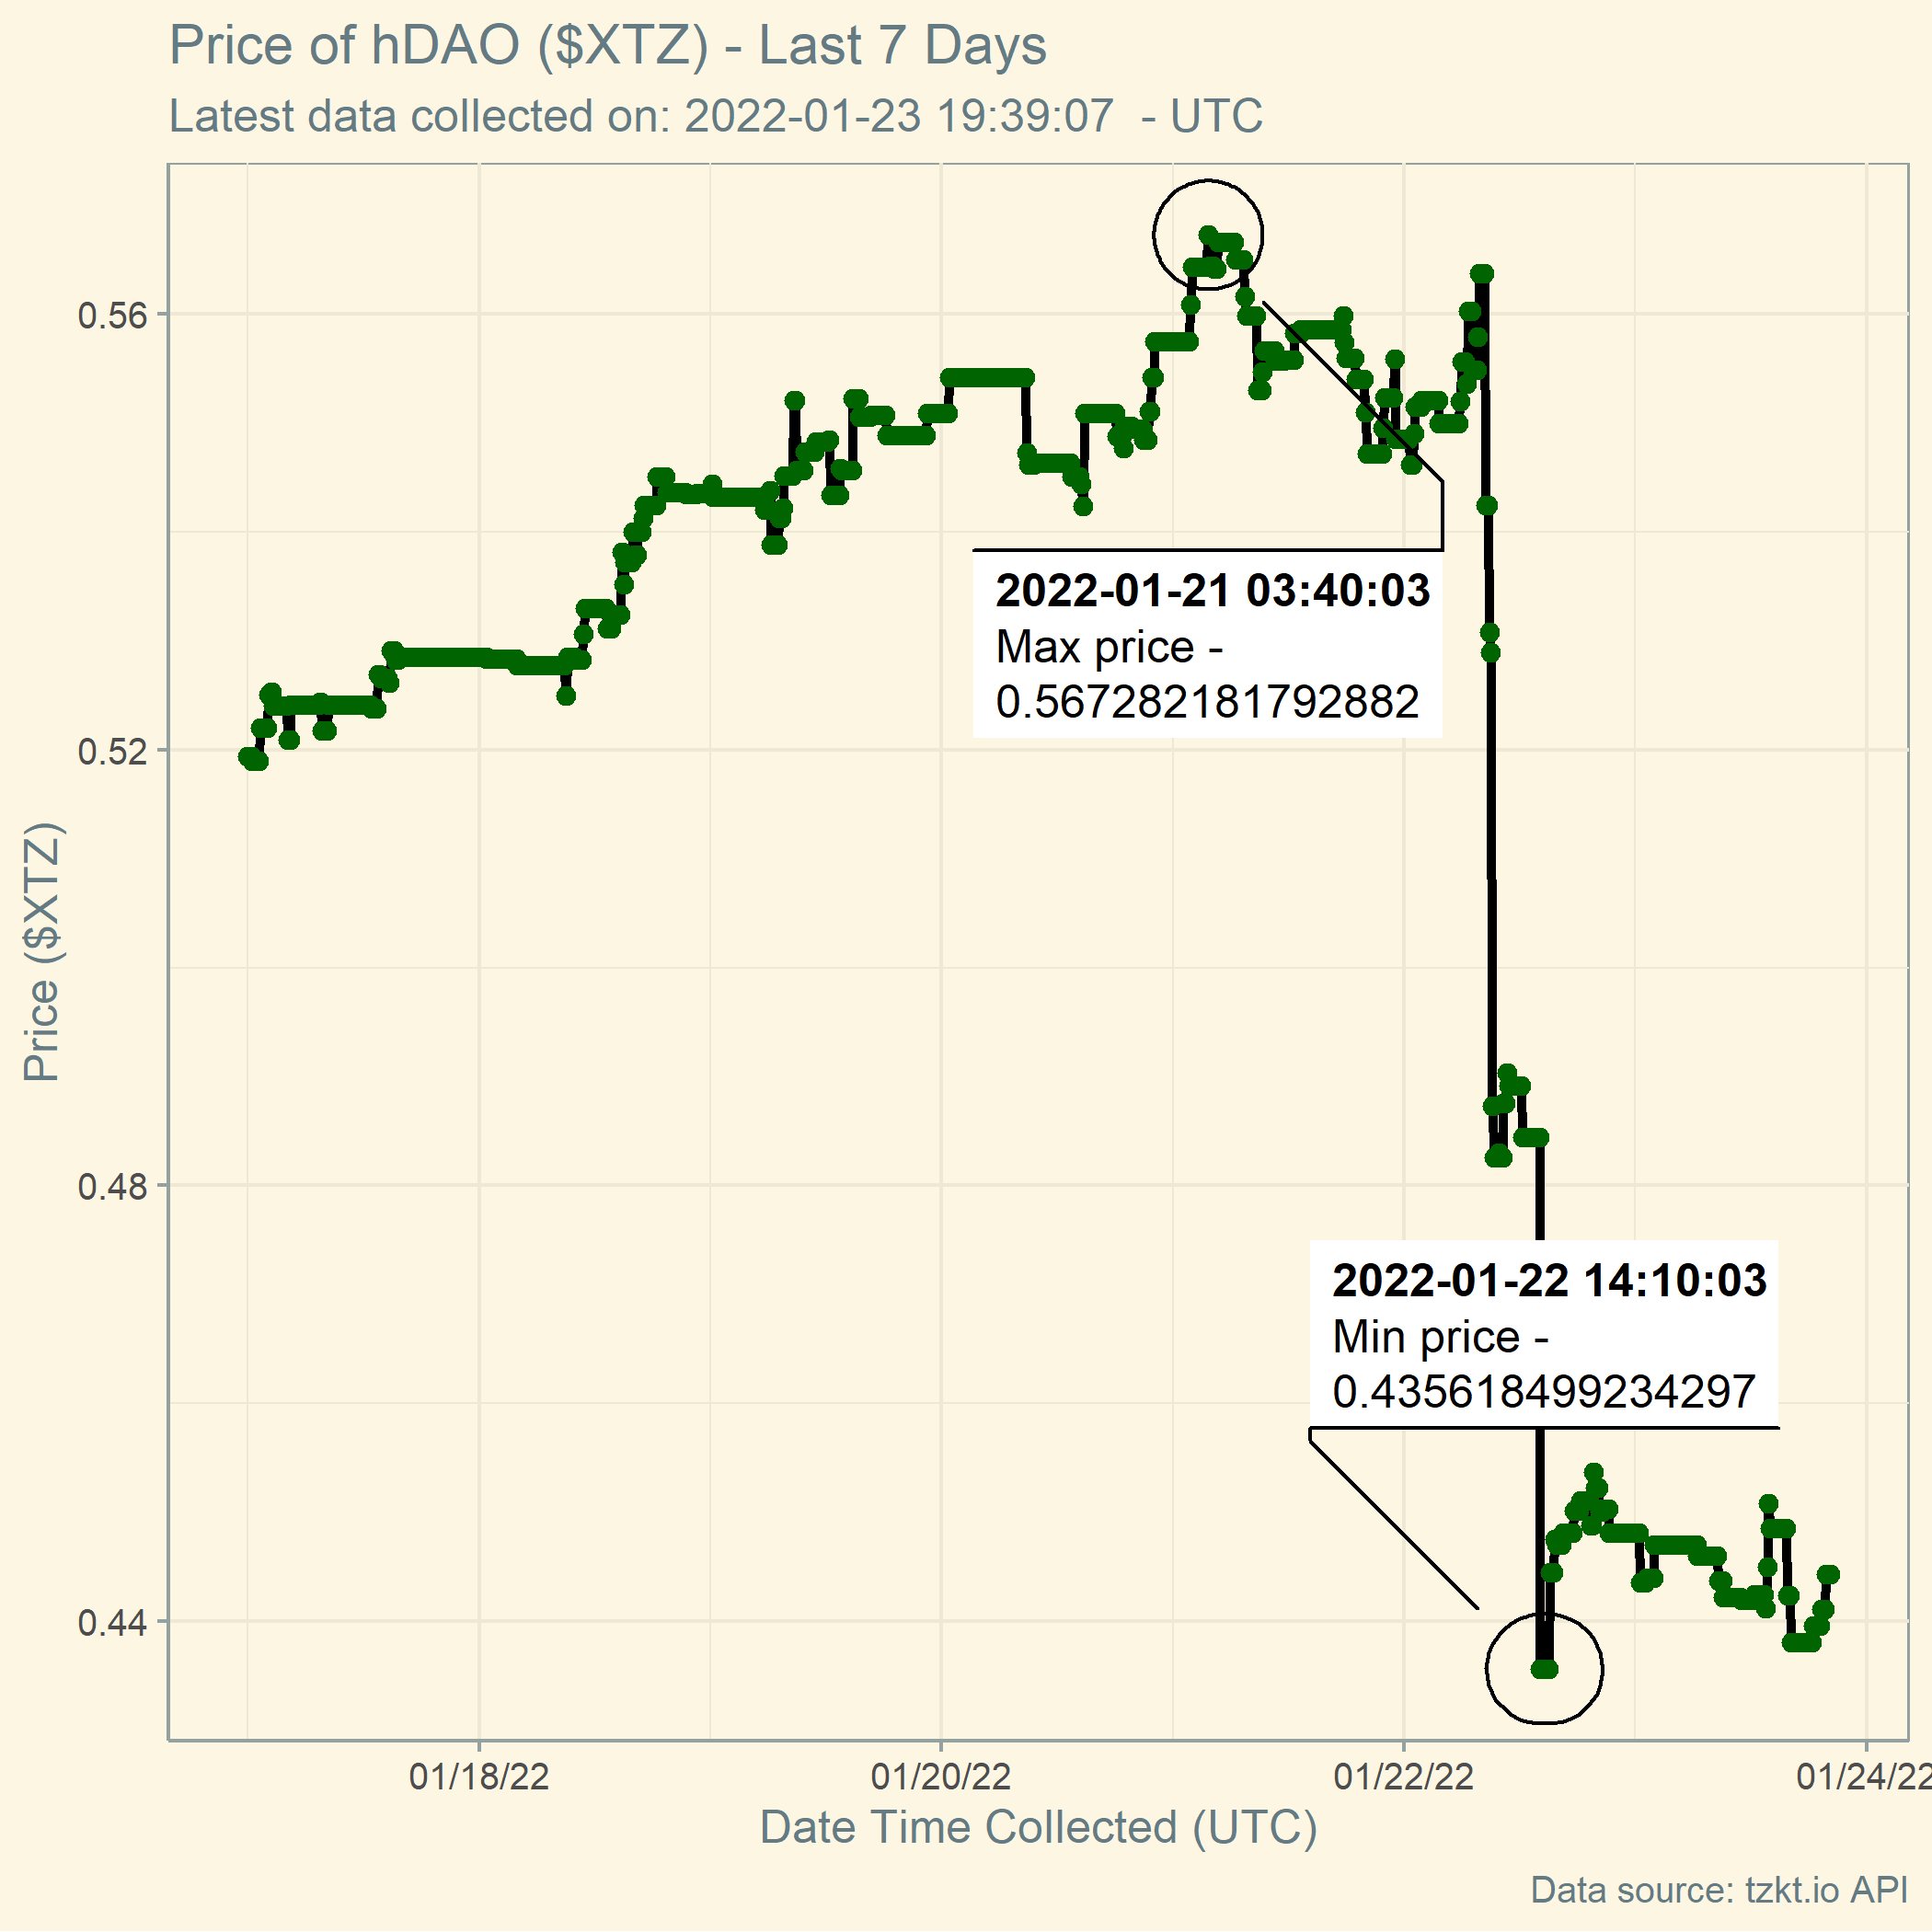 Price of hDAO ($XTZ) - Last 7 Days
Latest data collected on: 2022-01-23 19:39:07  - UTC
Price ($XTZ)
0.56
0.52
0.48
0.44
2022-01-21 03:40:03
Max price -
0.567282181792882
2022-01-22 14:10:03
Min price -
0.435618499234297
01/18/22
01/20/22
01/22/22
01/24/22
Date Time Collected (UTC)
Data source: tzkt.io API